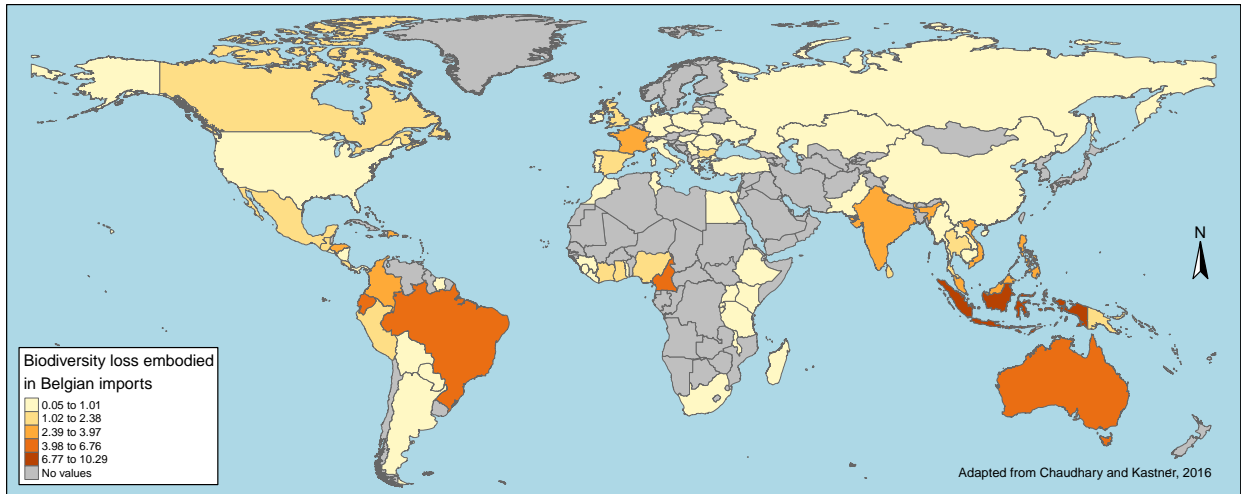 N
Biodiversity loss embodied
in Belgian imports
0.05 to 1.01
1.02 to 2.38
2.39 to 3.97
3.98 to 6.76
6.77 to 10.29
No values
Adapted from Chaudhary and Kastner, 2016